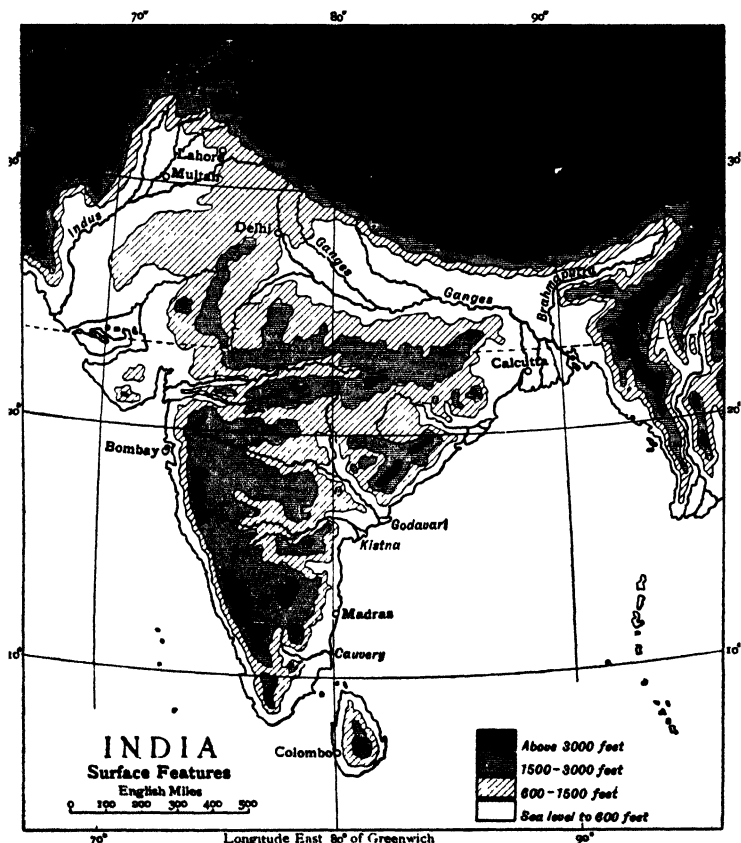 70° 80° 90°
30° 30°
Lahore
Multan
Indus
Delhi
Ganges
Brahmaputra
Ganges
Calcutta
20° 20°
Bombay
Godavari
Kistna
Madras
10° Cauvery 10°
INDIA
Surface Features
English Miles
0 100 200 300 400 500
Colombo
Above 3000 feet
1500-3000 feet
600-1500 feet
Sea level to 600 feet
70° Longitude East 80° of Greenwich 90°